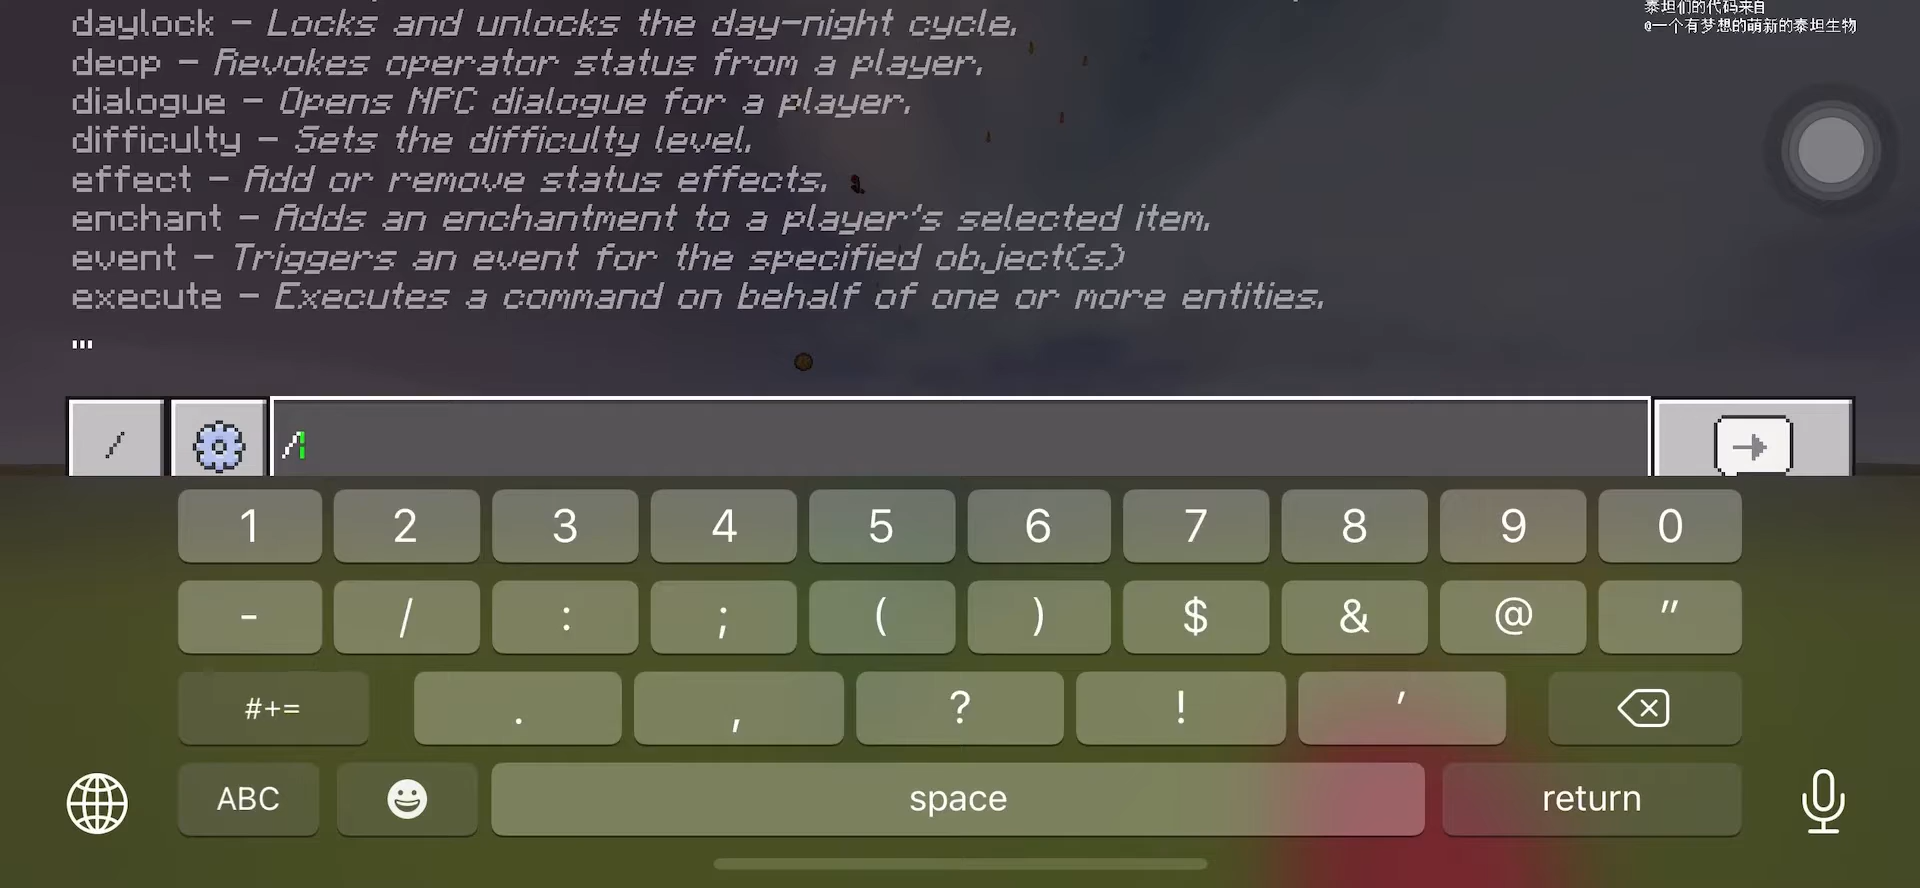 泰坦们的代码来自
@一个有梦想的萌新的泰坦生物
daylock – Locks and unlocks the day-night cycle.
deop – Revokes operator status from a player.
dialogue – Opens NPC dialogue for a player.
difficulty – Sets the difficulty level.
effect – Add or remove status effects.
enchant – Adds an enchantment to a player's selected item.
event – Triggers an event for the specified object(s)
execute – Executes a command on behalf of one or more entities.
...
/
/
1 2 3 4 5 6 7 8 9 0
- / : ; ( ) $ & @ "
#+= . , ? ! '
ABC space return